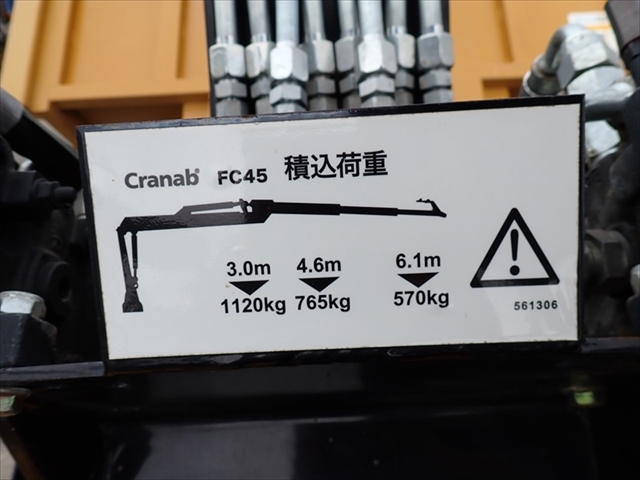 Cranab FC45 積込荷重
3.0m 4.6m 6.1m
1120kg 765kg 570kg
561306